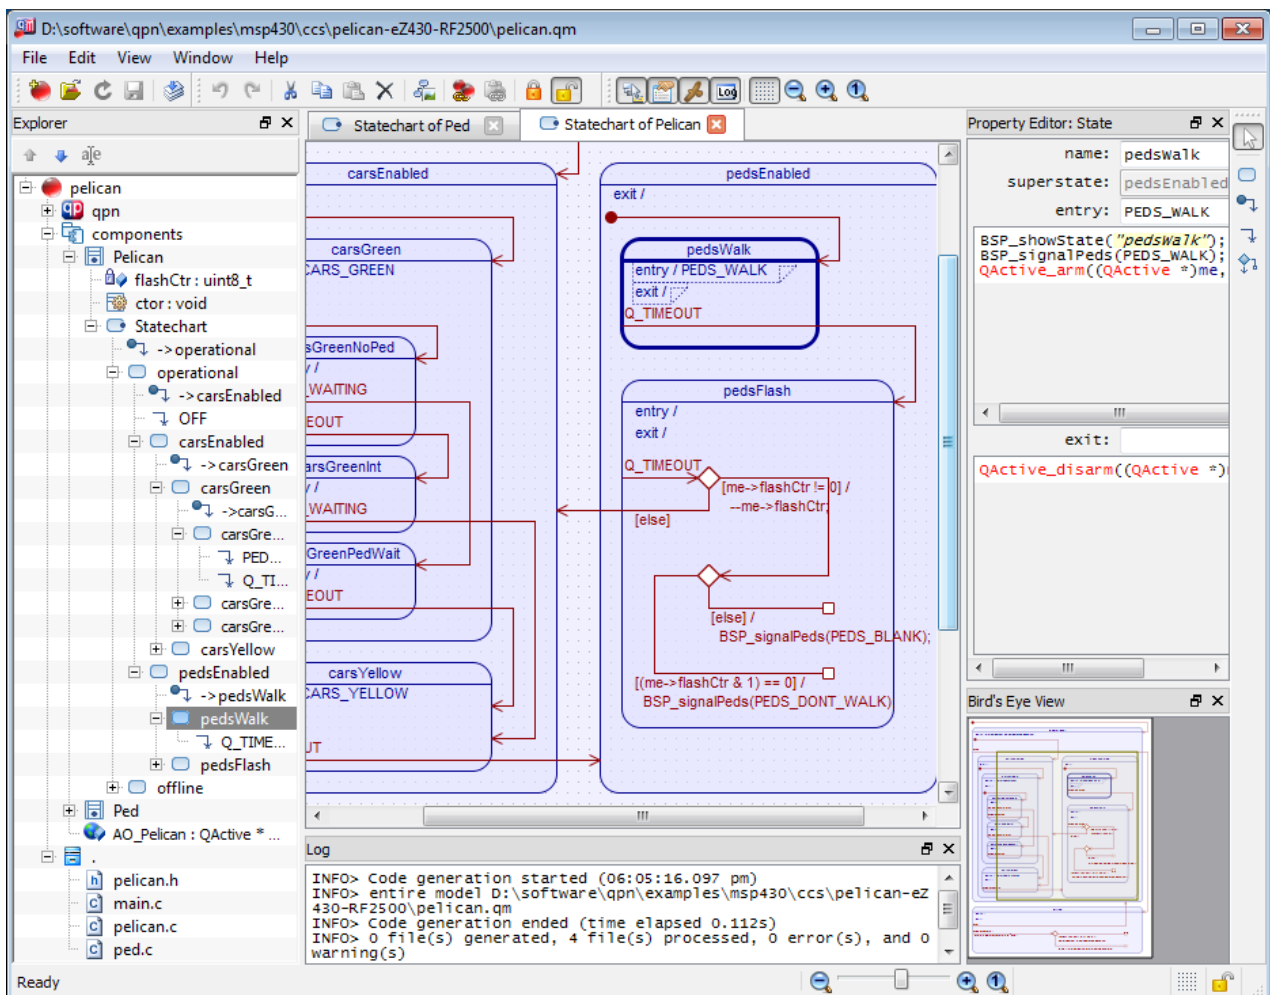 D:\software\qpn\examples\msp430\ccs\pelican-eZ430-RF2500\pelican.qm
File Edit View Window Help
Explorer
Statechart of Ped
Statechart of Pelican
Property Editor: State
pelican
qpn
components
Pelican
flashCtr : uint8_t
ctor : void
Statechart
->operational
operational
->carsEnabled
OFF
carsEnabled
->carsGreen
carsGreen
->carsG...
carsGre...
PED...
Q_TI...
carsGre...
carsGre...
carsYellow
pedsEnabled
->pedsWalk
pedsWalk
Q_TIME...
pedsFlash
offline
Ped
AO_Pelican : QActive * ...
.
pelican.h
main.c
pelican.c
ped.c
carsEnabled
carsGreen
CARS_GREEN
sGreenNoPed
y /
_WAITING
EOUT
arsGreenInt
y /
_WAITING
GreenPedWait
y /
EOUT
carsYellow
CARS_YELLOW
UT
pedsEnabled
exit /
pedsWalk
entry / PEDS_WALK
exit /
Q_TIMEOUT
pedsFlash
entry /
exit /
Q_TIMEOUT
[me->flashCtr != 0] /
--me->flashCtr;
[else]
[else] /
BSP_signalPeds(PEDS_BLANK);
[(me->flashCtr & 1) == 0] /
BSP_signalPeds(PEDS_DONT_WALK)
name: pedsWalk
superstate: pedsEnabled
entry: PEDS_WALK
BSP_showState("pedsWalk");
BSP_signalPeds(PEDS_WALK);
QActive_arm((QActive *)me,
exit:
QActive_disarm((QActive *)
Bird's Eye View
Log
INFO> Code generation started (06:05:16.097 pm)
INFO> entire model D:\software\qpn\examples\msp430\ccs\pelican-eZ
430-RF2500\pelican.qm
INFO> Code generation ended (time elapsed 0.112s)
INFO> 0 file(s) generated, 4 file(s) processed, 0 error(s), and 0
warning(s)
Ready